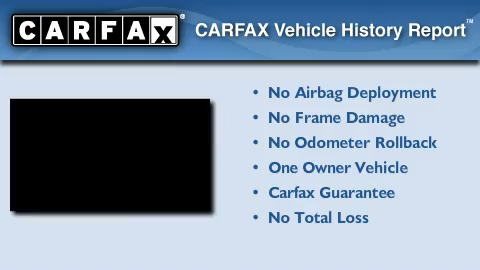 CARFAX® CARFAX Vehicle History Report™
• No Airbag Deployment
• No Frame Damage
• No Odometer Rollback
• One Owner Vehicle
• Carfax Guarantee
• No Total Loss